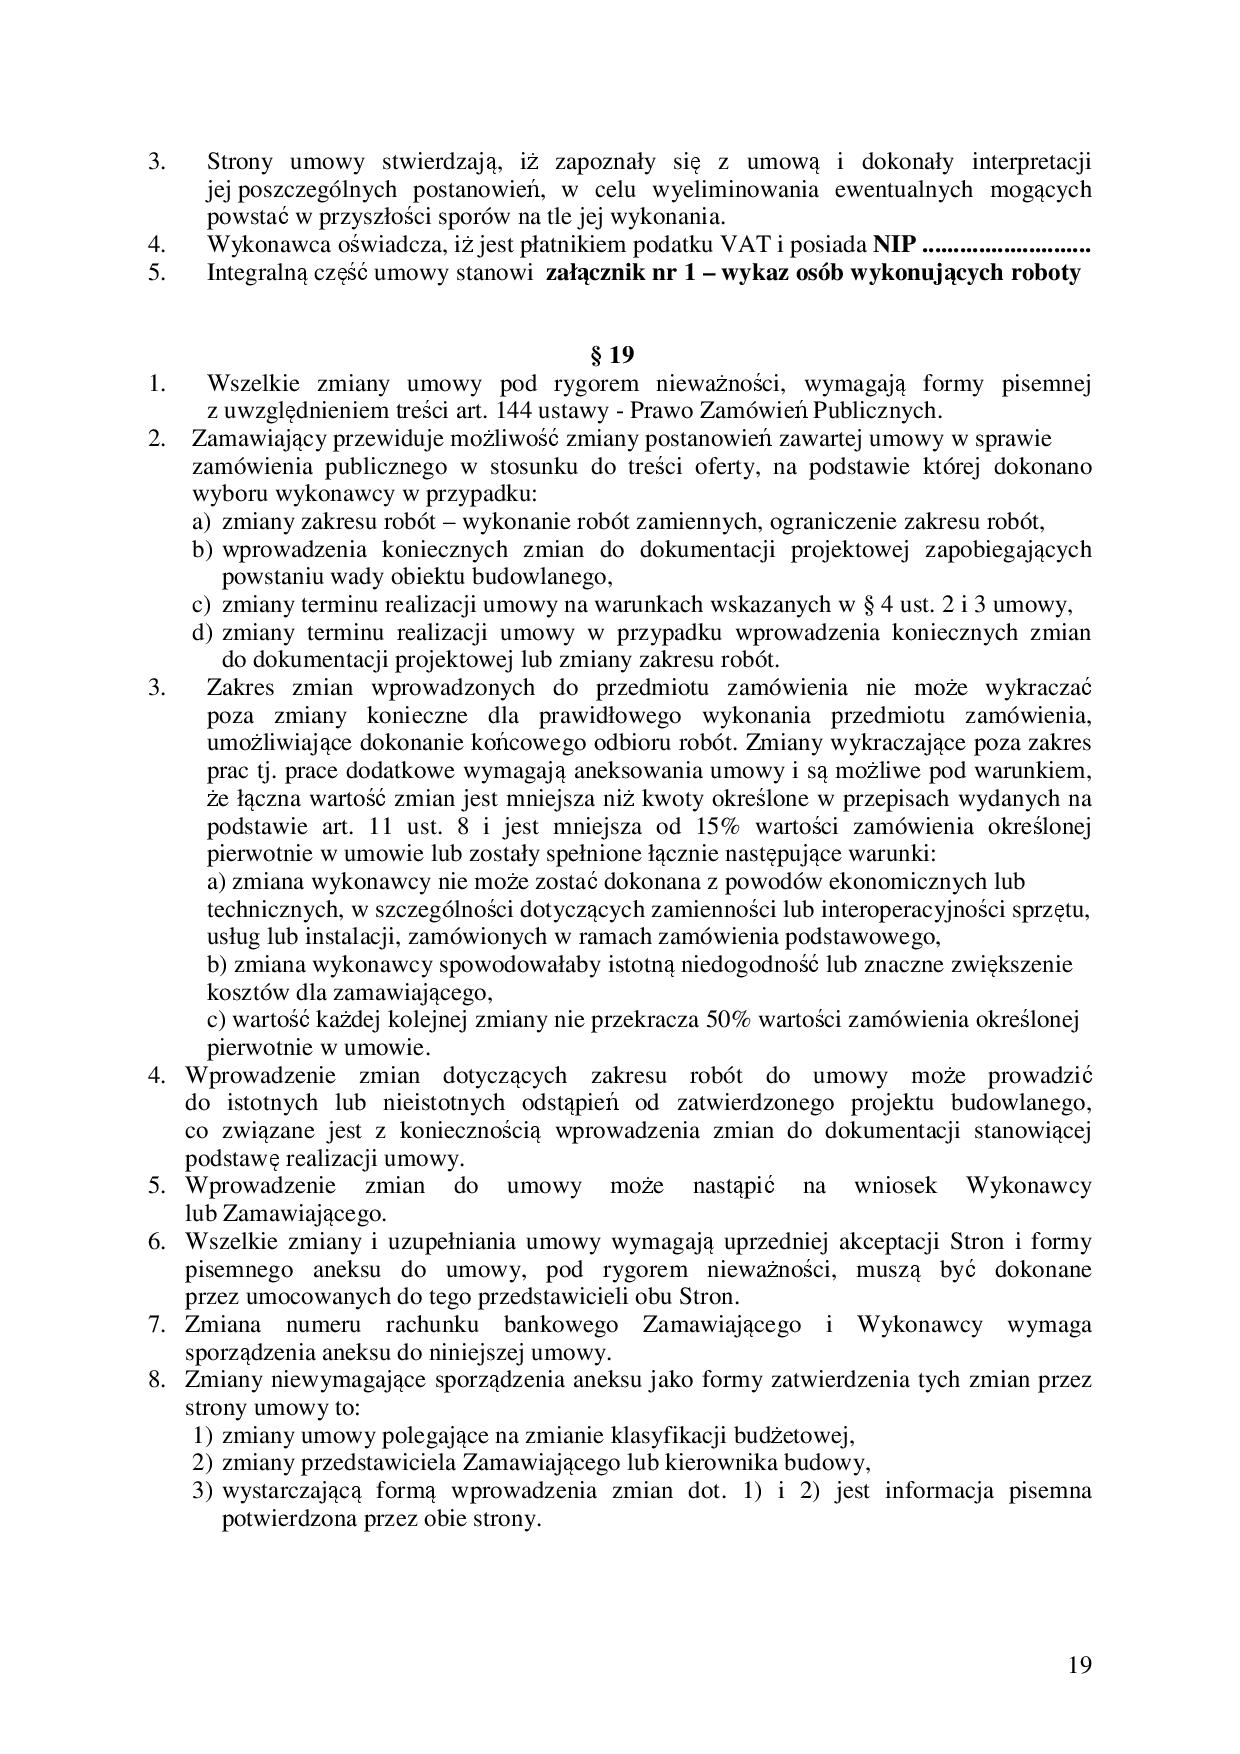 3. Strony umowy stwierdzają, iż zapoznały się z umową i dokonały interpretacji
jej poszczególnych postanowień, w celu wyeliminowania ewentualnych mogących
powstać w przyszłości sporów na tle jej wykonania.
4. Wykonawca oświadcza, iż jest płatnikiem podatku VAT i posiada NIP ...........................
5. Integralną część umowy stanowi załącznik nr 1 – wykaz osób wykonujących roboty
§ 19
1. Wszelkie zmiany umowy pod rygorem nieważności, wymagają formy pisemnej
z uwzględnieniem treści art. 144 ustawy - Prawo Zamówień Publicznych.
2. Zamawiający przewiduje możliwość zmiany postanowień zawartej umowy w sprawie
zamówienia publicznego w stosunku do treści oferty, na podstawie której dokonano
wyboru wykonawcy w przypadku:
a) zmiany zakresu robót – wykonanie robót zamiennych, ograniczenie zakresu robót,
b) wprowadzenia koniecznych zmian do dokumentacji projektowej zapobiegających
powstaniu wady obiektu budowlanego,
c) zmiany terminu realizacji umowy na warunkach wskazanych w § 4 ust. 2 i 3 umowy,
d) zmiany terminu realizacji umowy w przypadku wprowadzenia koniecznych zmian
do dokumentacji projektowej lub zmiany zakresu robót.
3. Zakres zmian wprowadzonych do przedmiotu zamówienia nie może wykraczać
poza zmiany konieczne dla prawidłowego wykonania przedmiotu zamówienia,
umożliwiające dokonanie końcowego odbioru robót. Zmiany wykraczające poza zakres
prac tj. prace dodatkowe wymagają aneksowania umowy i są możliwe pod warunkiem,
że łączna wartość zmian jest mniejsza niż kwoty określone w przepisach wydanych na
podstawie art. 11 ust. 8 i jest mniejsza od 15% wartości zamówienia określonej
pierwotnie w umowie lub zostały spełnione łącznie następujące warunki:
a) zmiana wykonawcy nie może zostać dokonana z powodów ekonomicznych lub
technicznych, w szczególności dotyczących zamienności lub interoperacyjności sprzętu,
usług lub instalacji, zamówionych w ramach zamówienia podstawowego,
b) zmiana wykonawcy spowodowałaby istotną niedogodność lub znaczne zwiększenie
kosztów dla zamawiającego,
c) wartość każdej kolejnej zmiany nie przekracza 50% wartości zamówienia określonej
pierwotnie w umowie.
4. Wprowadzenie zmian dotyczących zakresu robót do umowy może prowadzić
do istotnych lub nieistotnych odstąpień od zatwierdzonego projektu budowlanego,
co związane jest z koniecznością wprowadzenia zmian do dokumentacji stanowiącej
podstawę realizacji umowy.
5. Wprowadzenie zmian do umowy może nastąpić na wniosek Wykonawcy
lub Zamawiającego.
6. Wszelkie zmiany i uzupełniania umowy wymagają uprzedniej akceptacji Stron i formy
pisemnego aneksu do umowy, pod rygorem nieważności, muszą być dokonane
przez umocowanych do tego przedstawicieli obu Stron.
7. Zmiana numeru rachunku bankowego Zamawiającego i Wykonawcy wymaga
sporządzenia aneksu do niniejszej umowy.
8. Zmiany niewymagające sporządzenia aneksu jako formy zatwierdzenia tych zmian przez
strony umowy to:
1) zmiany umowy polegające na zmianie klasyfikacji budżetowej,
2) zmiany przedstawiciela Zamawiającego lub kierownika budowy,
3) wystarczającą formą wprowadzenia zmian dot. 1) i 2) jest informacja pisemna
potwierdzona przez obie strony.
19